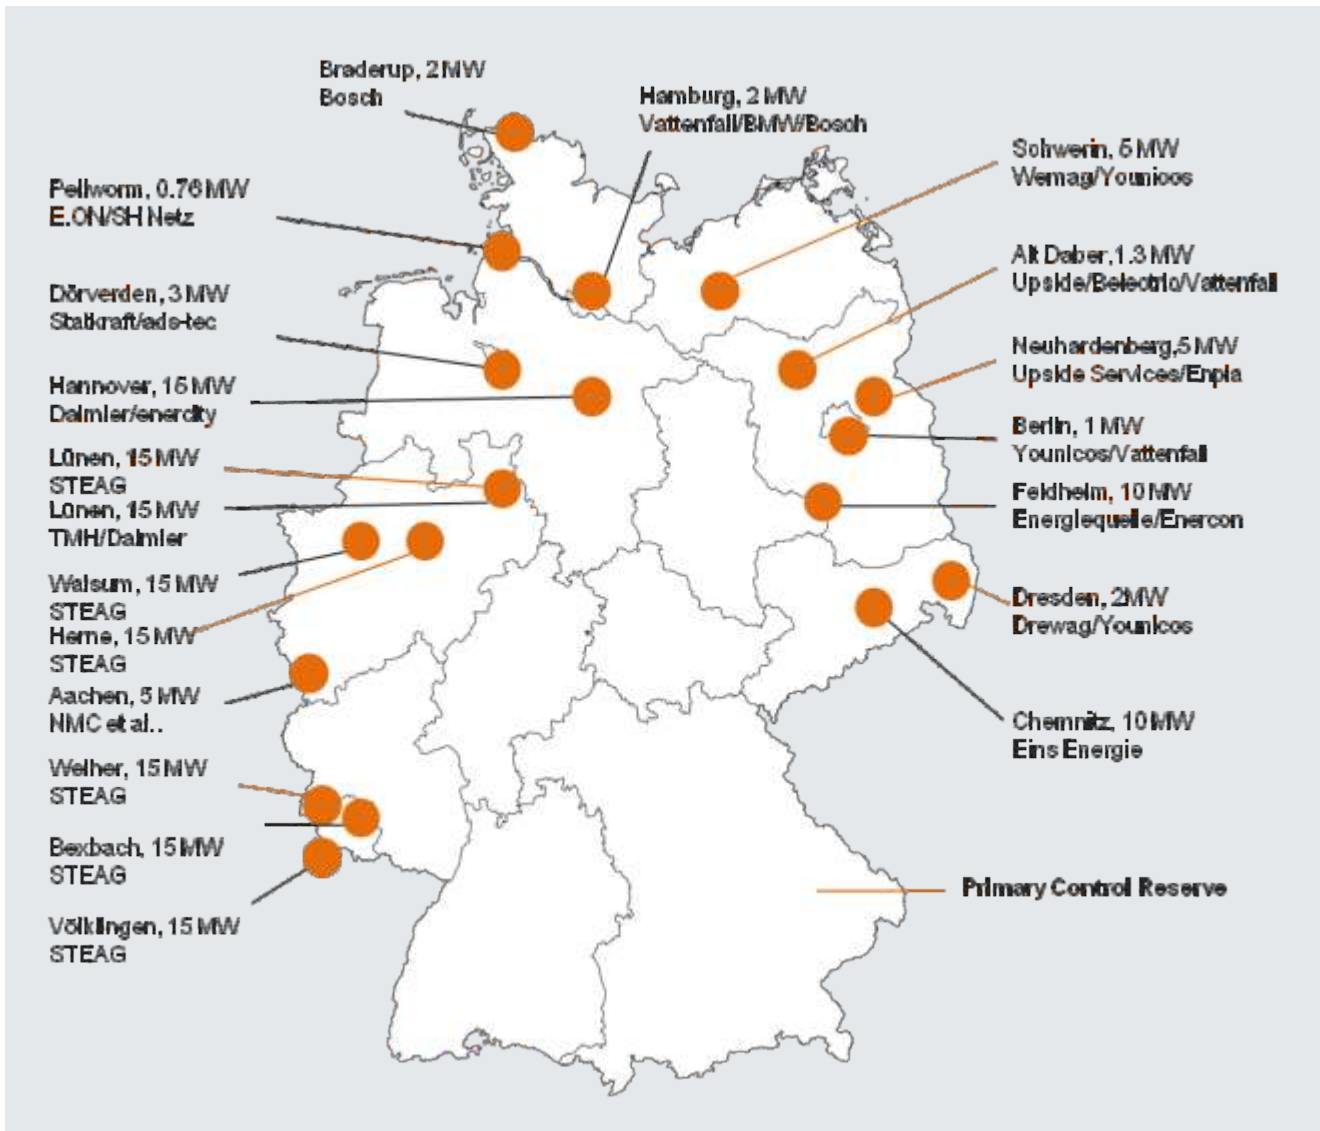 Braderup, 2 MW
Bosch
Hamburg, 2 MW
Vattenfall/BMW/Bosch
Schwerin, 5 MW
Wemag/Younicos
Pellworm, 0.76 MW
E.ON/SH Netz
Alt Daber,1.3 MW
Upside/Belectric/Vattenfall
Dörverden, 3 MW
Statkraft/ads-tec
Neuhardenberg,5 MW
Upside Services/Enpla
Hannover, 15 MW
Daimler/enercity
Berlin, 1 MW
Younicos/Vattenfall
Lünen, 15 MW
STEAG
Feldheim, 10 MW
Energiequelle/Enercon
Lünen, 15 MW
TMH/Daimler
Walsum, 15 MW
STEAG
Dresden, 2MW
Drewag/Younicos
Herne, 15 MW
STEAG
Aachen, 5 MW
NMC et al..
Chemnitz, 10 MW
Eins Energie
Weiher, 15 MW
STEAG
Bexbach, 15 MW
STEAG
Primary Control Reserve
Völklingen, 15 MW
STEAG